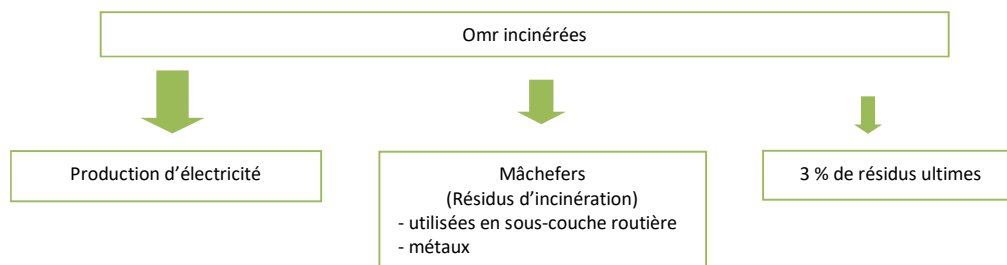 Omr incinérées
Production d'électricité
Mâchefers
(Résidus d'incinération)
- utilisées en sous-couche routière
- métaux
3 % de résidus ultimes